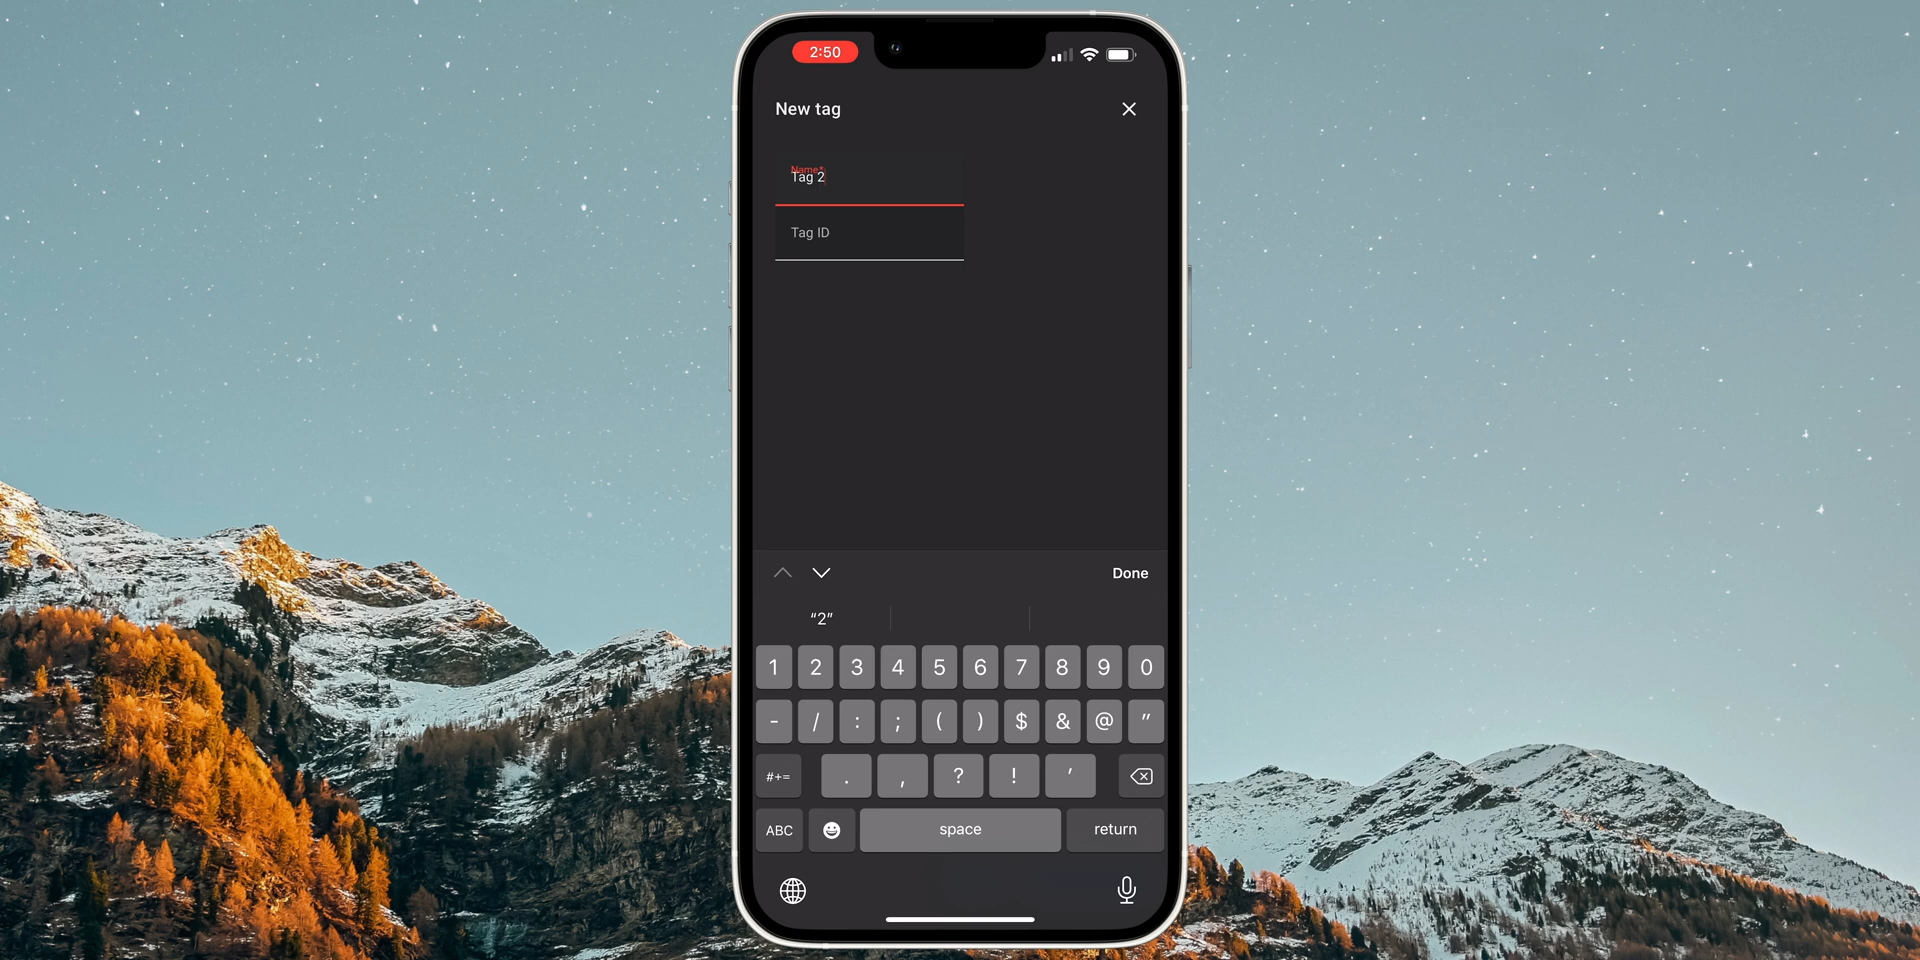 2:50
New tag
Name*
Tag 2
Tag ID
Done
“2”
1 2 3 4 5 6 7 8 9 0
- / : ; ( ) $ & @ "
#+= . , ? ! '
ABC space return